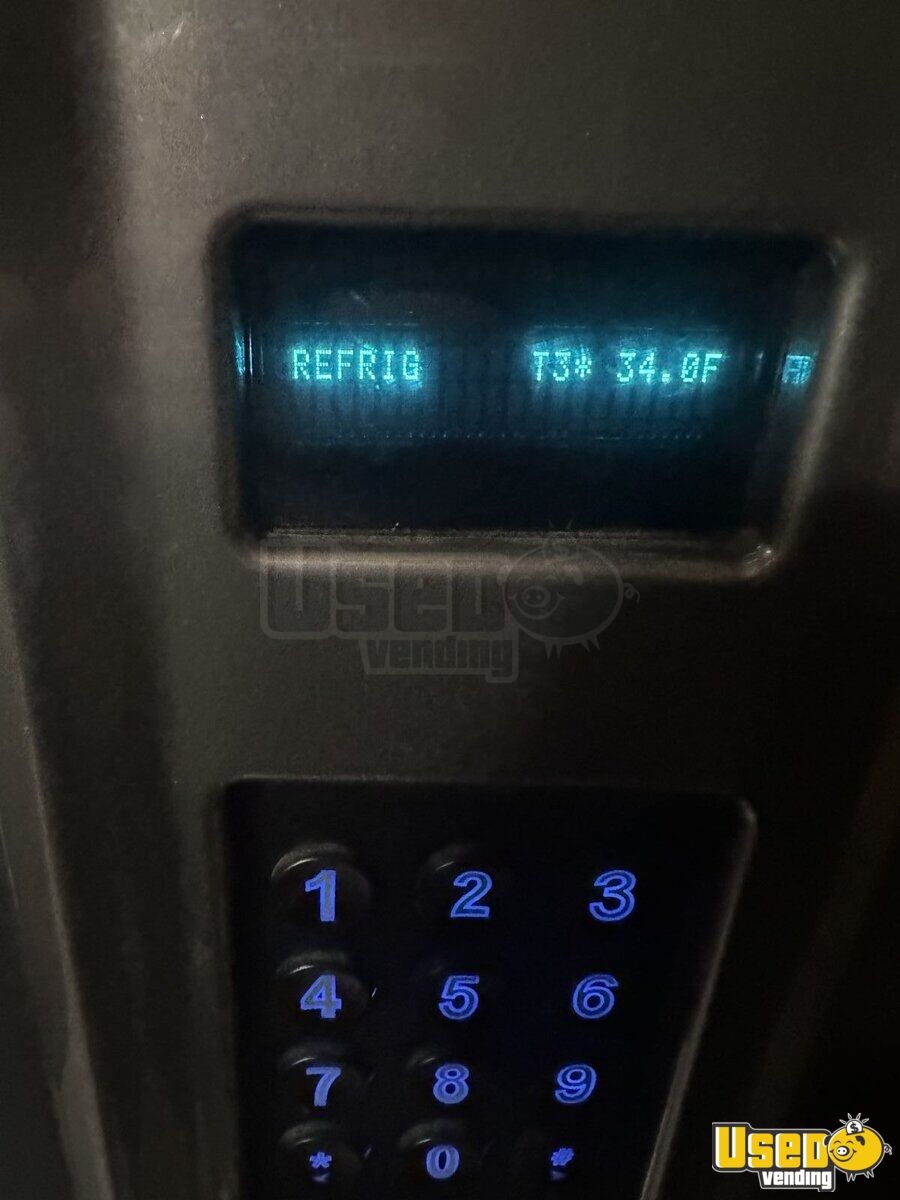 REFRIG T3* 34.0F
Used
vending
1 2 3
4 5 6
7 8 9
* 0 #
Used $
vending